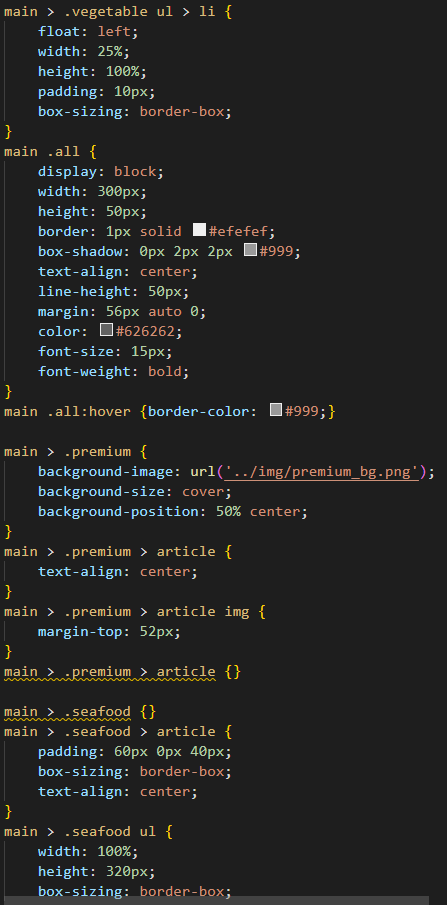 main > .vegetable ul > li {
    float: left;
    width: 25%;
    height: 100%;
    padding: 10px;
    box-sizing: border-box;
}
main .all {
    display: block;
    width: 300px;
    height: 50px;
    border: 1px solid #efefef;
    box-shadow: 0px 2px 2px #999;
    text-align: center;
    line-height: 50px;
    margin: 56px auto 0;
    color: #626262;
    font-size: 15px;
    font-weight: bold;
}
main .all:hover {border-color: #999;}

main > .premium {
    background-image: url('../img/premium_bg.png');
    background-size: cover;
    background-position: 50% center;
}
main > .premium > article {
    text-align: center;
}
main > .premium > article img {
    margin-top: 52px;
}
main > .premium > article {}

main > .seafood {}
main > .seafood > article {
    padding: 60px 0px 40px;
    box-sizing: border-box;
    text-align: center;
}
main > .seafood ul {
    width: 100%;
    height: 320px;
    box-sizing: border-box;